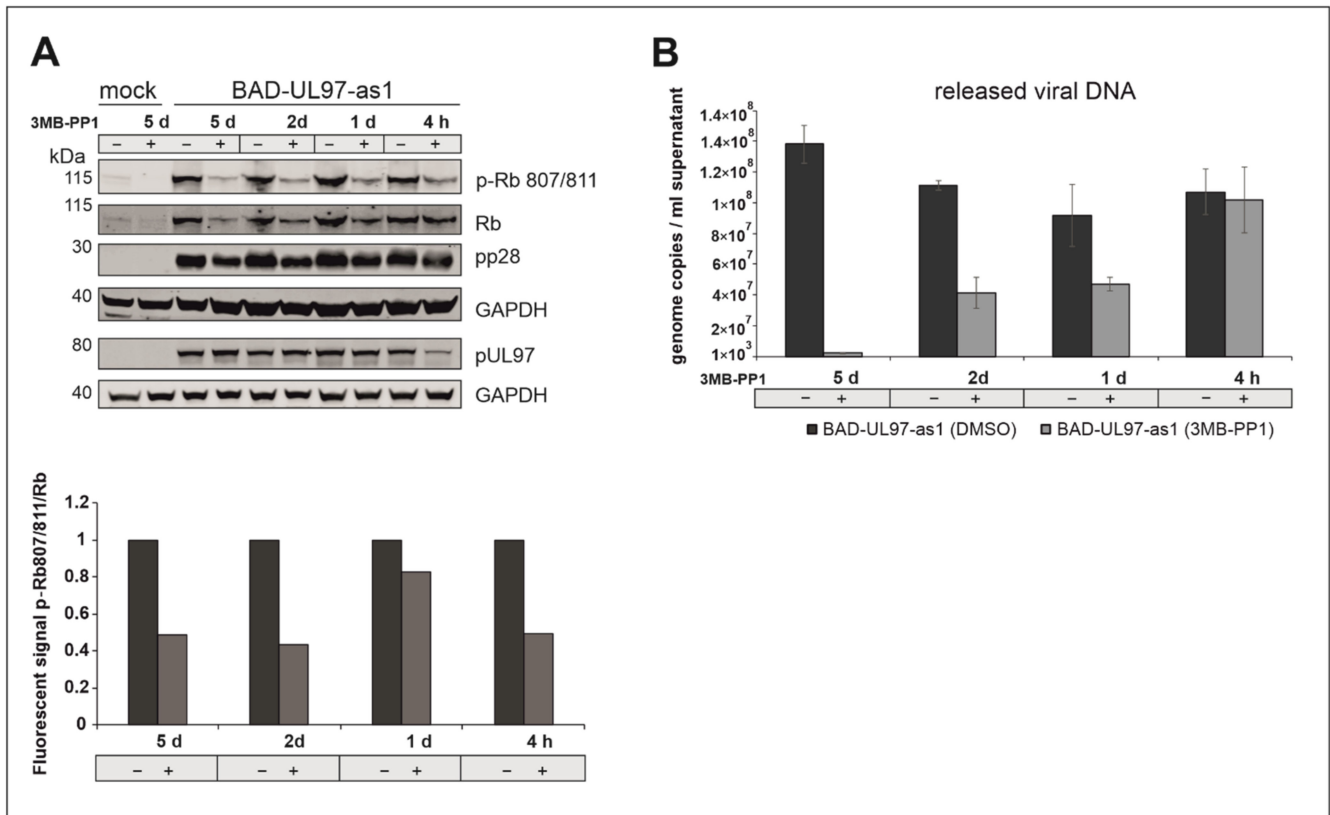 A
mock BAD-UL97-as1
3MB-PP1 5 d 5 d 2d 1 d 4 h
− + − + − + − + − +
kDa
115 p-Rb 807/811
115 Rb
30 pp28
40 GAPDH
80 pUL97
40 GAPDH
Fluorescent signal p-Rb807/811/Rb
1.2
1
0.8
0.6
0.4
0.2
0
5 d 2d 1 d 4 h
− + − + − + − +
B
released viral DNA
genome copies / ml supernatant
1.4×10⁸
1.4×10⁸
1.2×10⁸
1×10⁸
8×10⁷
6×10⁷
4×10⁷
2×10⁷
1×10³
3MB-PP1 5 d 2d 1 d 4 h
− + − + − + − +
BAD-UL97-as1 (DMSO) BAD-UL97-as1 (3MB-PP1)